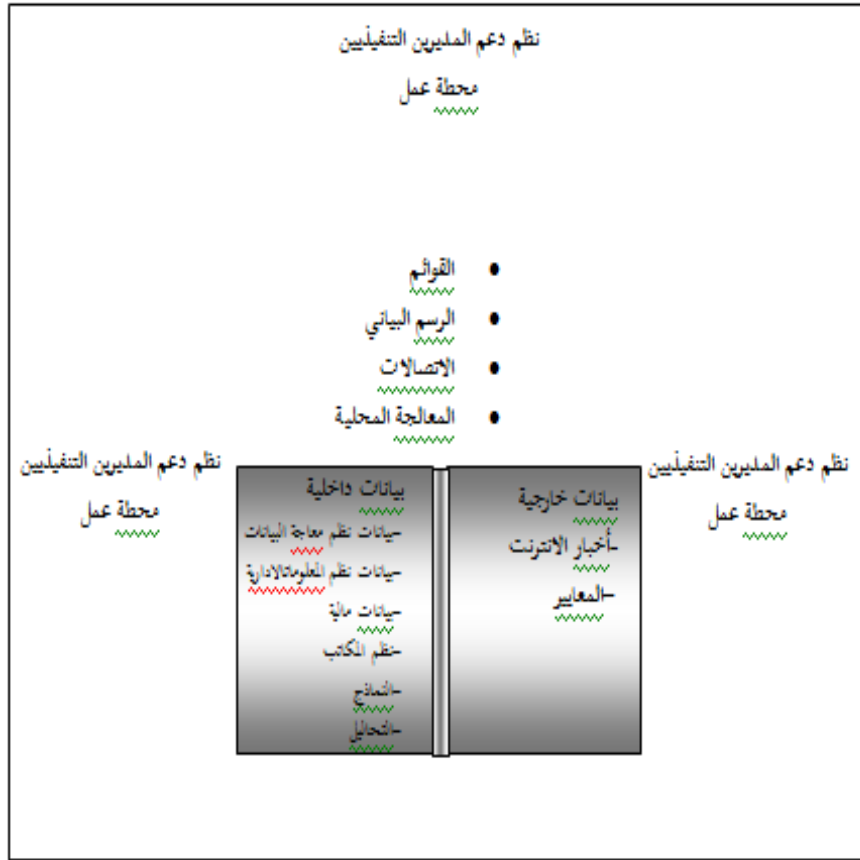 نظم دعم المديرين التنفيذيين
محطة عمل
• القوائم
• الرسم البياني
• الاتصالات
• المعالجة المحلية
نظم دعم المديرين التنفيذيين
محطة عمل
بيانات خارجية
-أخبار الانترنت
-المعايير
بيانات داخلية
-بيانات نظم معاجة البيانات
-بيانات نظم المعلوماتالادارية
-بيانات مالية
-نظم المكاتب
-النماذج
-التحاليل
نظم دعم المديرين التنفيذيين
محطة عمل